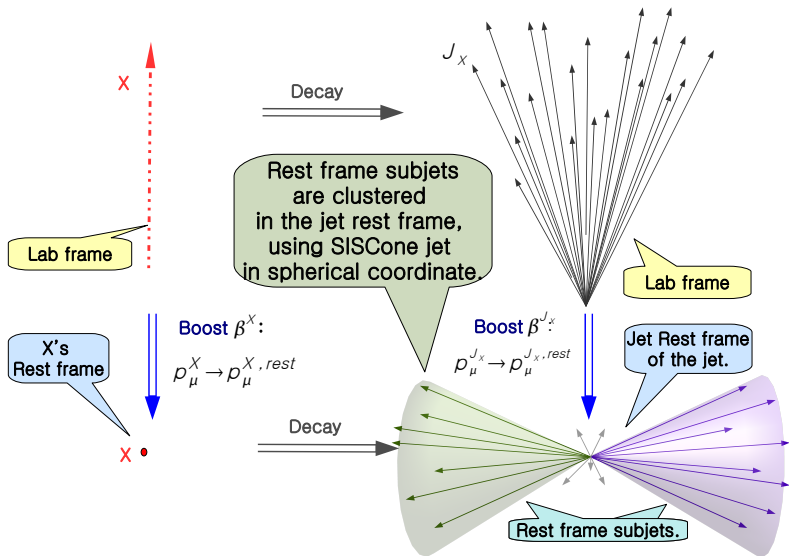 X
Decay
J_X
Rest frame subjets
are clustered
in the jet rest frame,
using SISCone jet
in spherical coordinate.
Lab frame
Lab frame
Boost β^X:
p_μ^X → p_μ^{X,rest}
Boost β^{J_X}:
p_μ^{J_X} → p_μ^{J_X,rest}
X's
Rest frame
Jet Rest frame
of the jet.
X
Decay
Rest frame subjets.